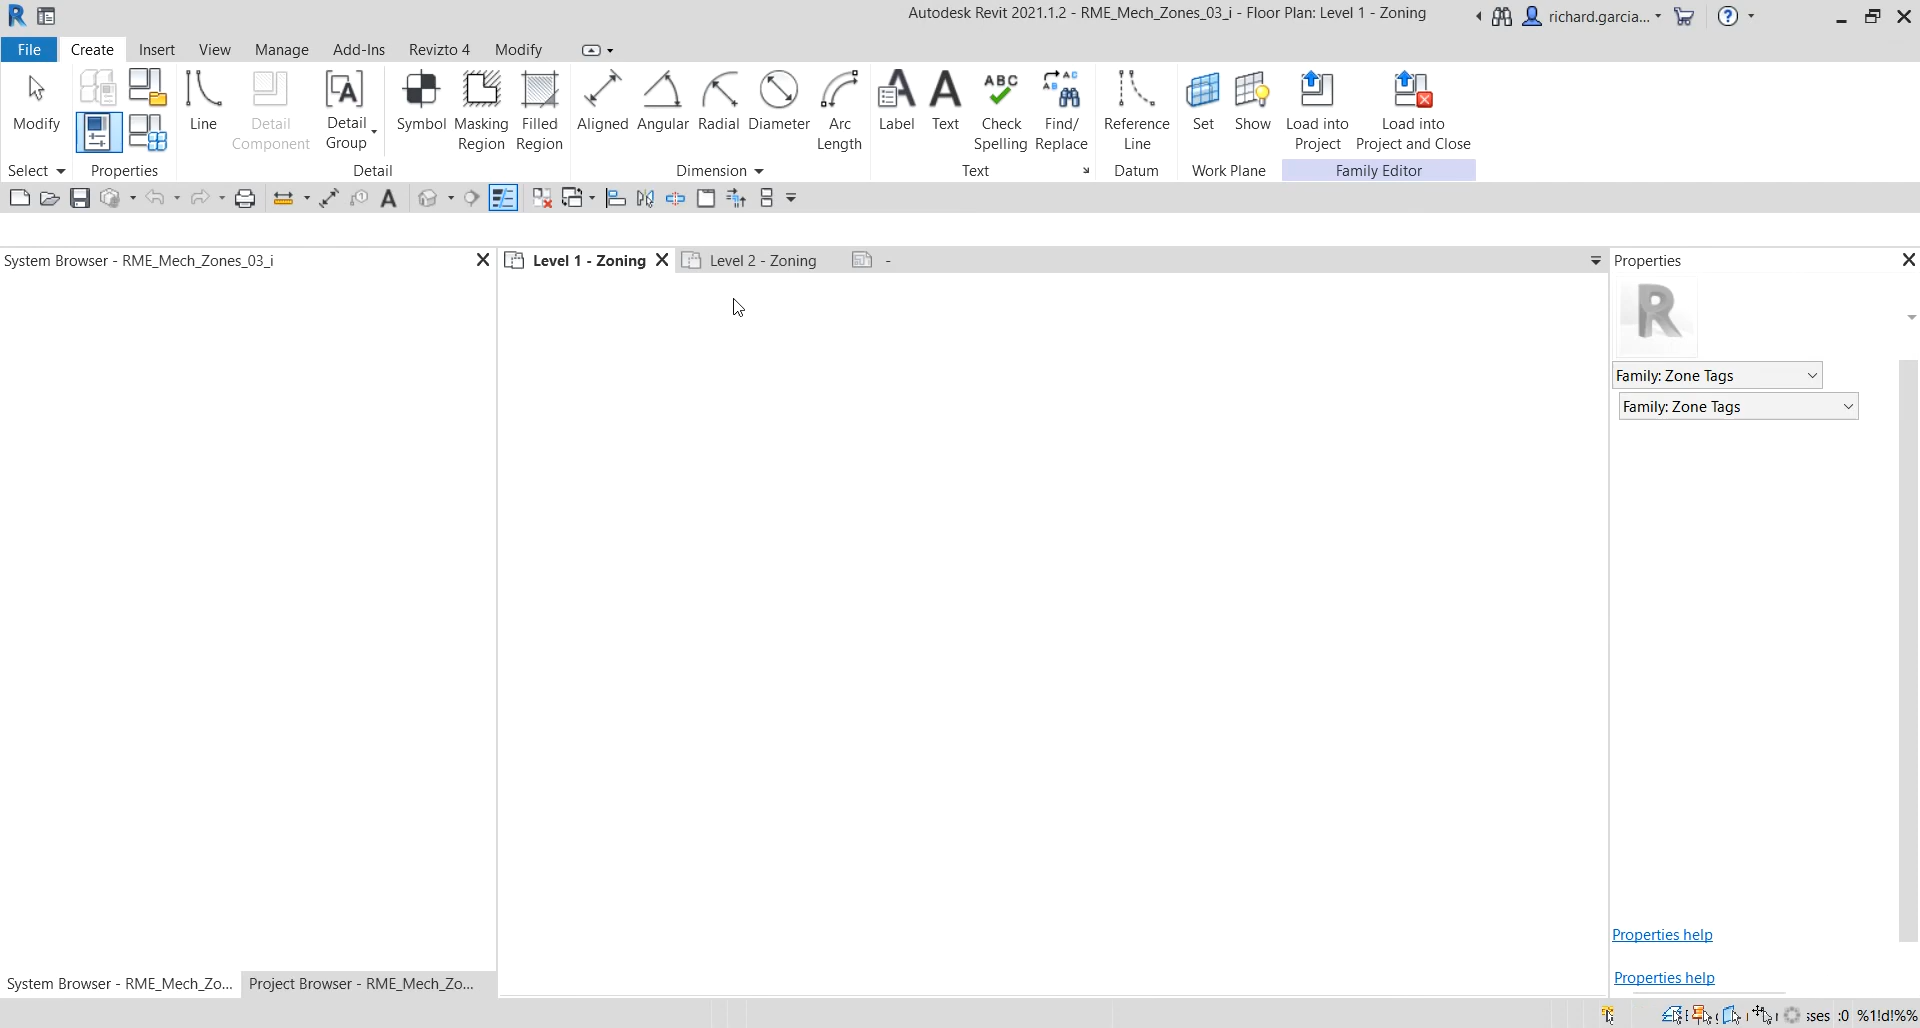 Autodesk Revit 2021.1.2 - RME_Mech_Zones_03_i - Floor Plan: Level 1 - Zoning
richard.garcia...
File Create Insert View Manage Add-Ins Revizto 4 Modify
Modify
Line
Detail Component
Detail Group
Symbol
Masking Region
Filled Region
Aligned
Angular
Radial
Diameter
Arc Length
Label
Text
Check Spelling
Find/ Replace
Reference Line
Set
Show
Load into Project
Load into Project and Close
Select Properties Detail Dimension Text Datum Work Plane Family Editor
System Browser - RME_Mech_Zones_03_i
Level 1 - Zoning
Level 2 - Zoning
-
Properties
Family: Zone Tags
Family: Zone Tags
Properties help
Properties help
System Browser - RME_Mech_Zo...
Project Browser - RME_Mech_Zo...
sses :0 %1!d!%%